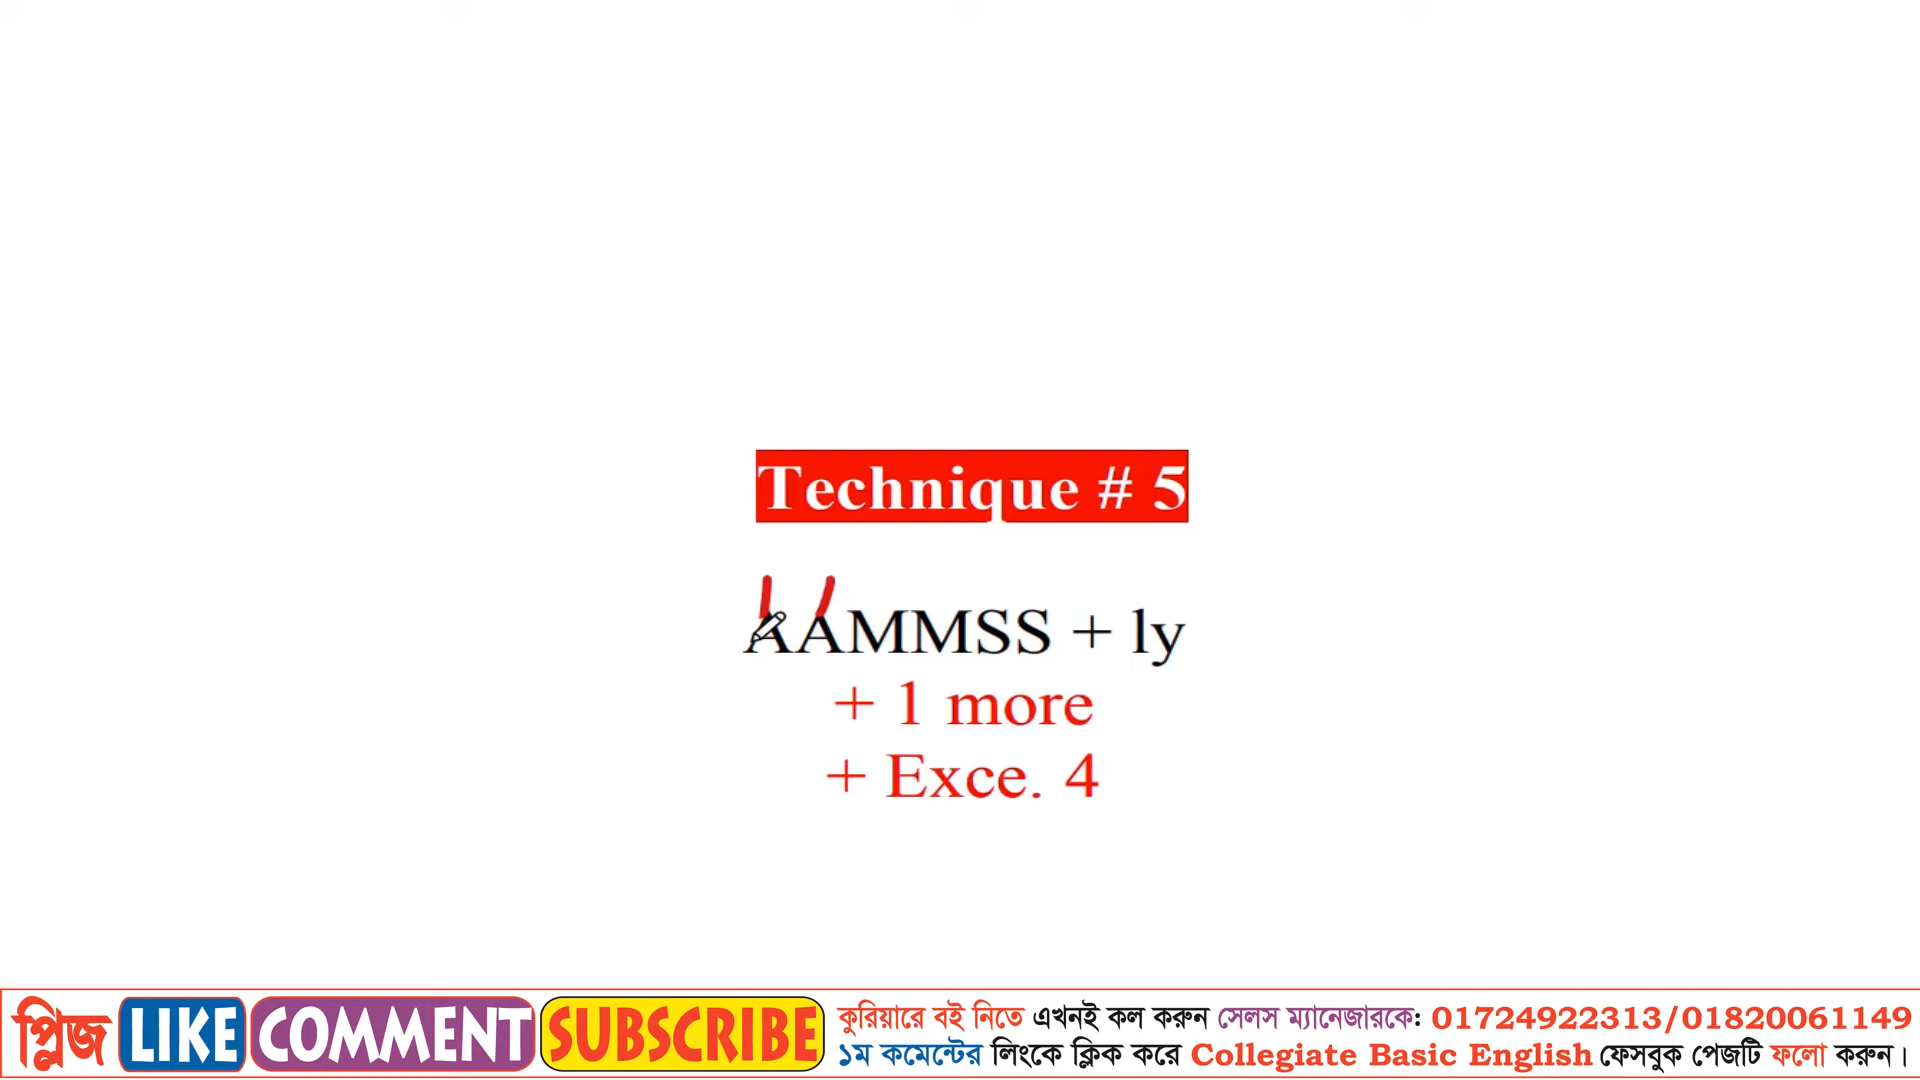 Technique # 5
AAMMSS + ly
+ 1 more
+ Exce. 4
প্লিজ LIKE COMMENT SUBSCRIBE
কুরিয়ারে বই নিতে এখনই কল করুন সেলস ম্যানেজারকে: 01724922313/01820061149
১ম কমেন্টের লিংকে ক্লিক করে Collegiate Basic English ফেসবুক পেজটি ফলো করুন।